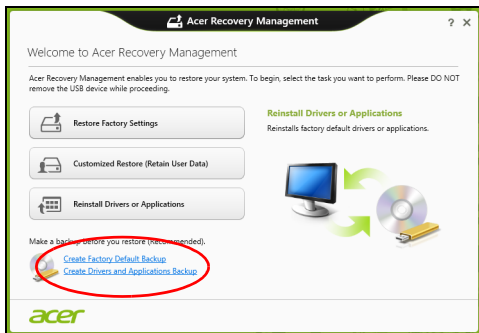 Acer Recovery Management
? ×
Welcome to Acer Recovery Management
Acer Recovery Management enables you to restore your system. To begin, select the task you want to perform. Please DO NOT
remove the USB device while proceeding.
Restore Factory Settings
Customized Restore (Retain User Data)
Reinstall Drivers or Applications
Reinstall Drivers or Applications
Reinstalls factory default drivers or applications.
Make a backup before you restore (Recommended).
Create Factory Default Backup
Create Drivers and Applications Backup
acer